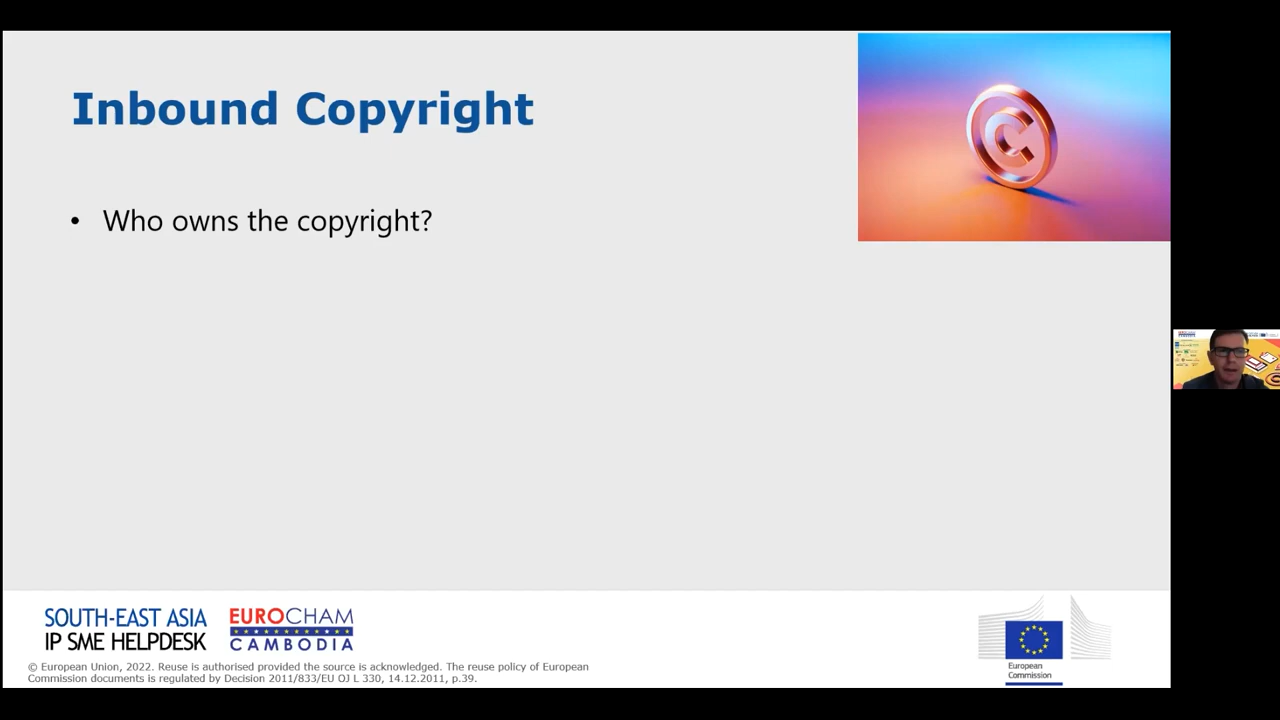 Inbound Copyright
• Who owns the copyright?
SOUTH-EAST ASIA
IP SME HELPDESK
EUROCHAM
CAMBODIA
© European Union, 2022. Reuse is authorised provided the source is acknowledged. The reuse policy of European
Commission documents is regulated by Decision 2011/833/EU OJ L 330, 14.12.2011, p.39.
European
Commission